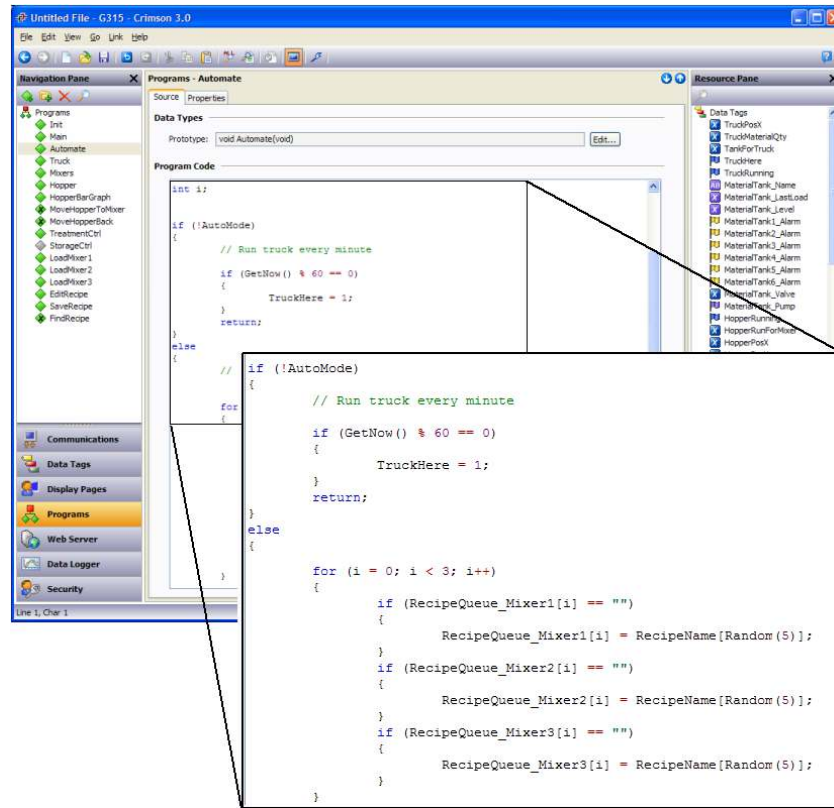 Untitled File - G315 - Crimson 3.0
File Edit View Go Link Help
Navigation Pane
Programs
Init
Main
Automate
Truck
Mixers
Hopper
HopperBarGraph
MoveHopperToMixer
MoveHopperBack
TreatmentCtrl
StorageCtrl
LoadMixer1
LoadMixer2
LoadMixer3
EditRecipe
SaveRecipe
FindRecipe
Communications
Data Tags
Display Pages
Programs
Web Server
Data Logger
Security
Line 1, Char 1
Programs - Automate
Source Properties
Data Types
Prototype: void Automate(void) Edit...
Program Code
int i;
if (!AutoMode)
{
// Run truck every minute
if (GetNow() % 60 == 0)
{
TruckHere = 1;
}
return;
}
else
{
//
for
{
}
Resource Pane
Data Tags
TruckPosX
TruckMaterialQty
TankForTruck
TruckHere
TruckRunning
MaterialTank_Name
MaterialTank_LastLoad
MaterialTank_Level
MaterialTank1_Alarm
MaterialTank2_Alarm
MaterialTank3_Alarm
MaterialTank4_Alarm
MaterialTank5_Alarm
MaterialTank6_Alarm
MaterialTank_Valve
MaterialTank_Pump
HopperRunning
HopperRunForMixer
HopperPosX
if (!AutoMode)
{
// Run truck every minute
if (GetNow() % 60 == 0)
{
TruckHere = 1;
}
return;
}
else
{
for (i = 0; i < 3; i++)
{
if (RecipeQueue_Mixer1[i] == "")
{
RecipeQueue_Mixer1[i] = RecipeName[Random(5)];
}
if (RecipeQueue_Mixer2[i] == "")
{
RecipeQueue_Mixer2[i] = RecipeName[Random(5)];
}
if (RecipeQueue_Mixer3[i] == "")
{
RecipeQueue_Mixer3[i] = RecipeName[Random(5)];
}
}